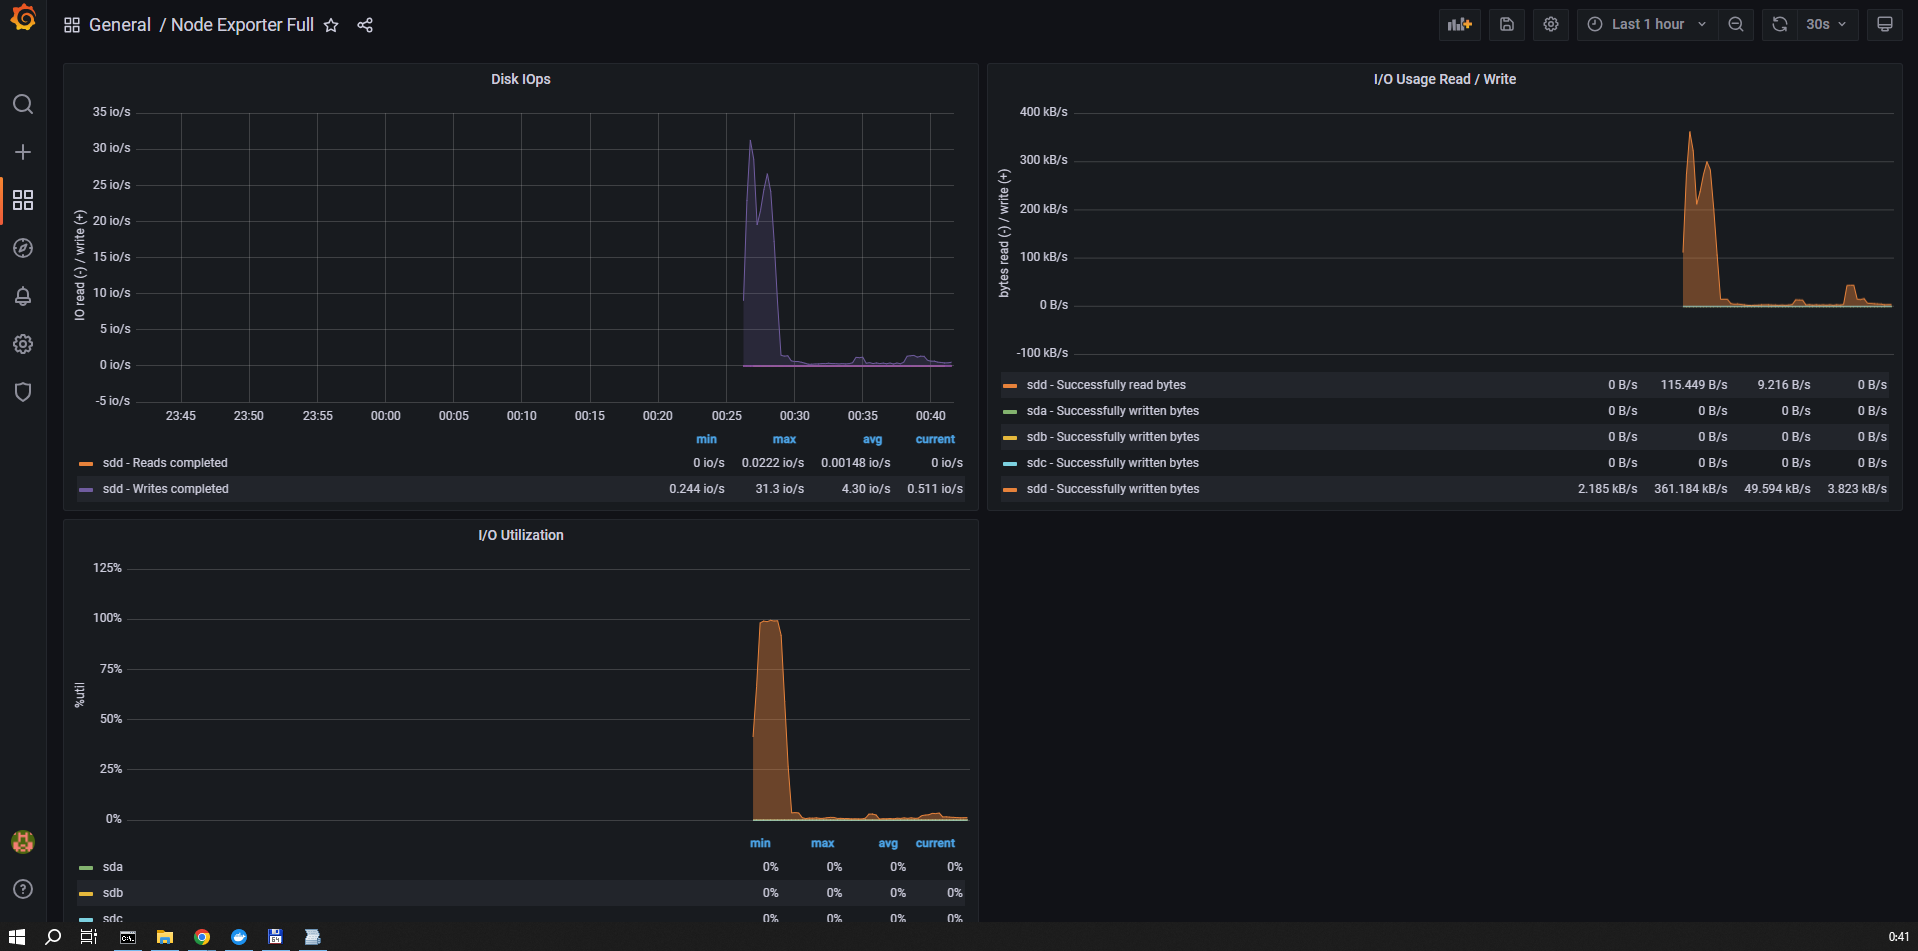 General / Node Exporter Full
Last 1 hour
30s
Disk IOps
IO read (-) / write (+)
35 io/s
30 io/s
25 io/s
20 io/s
15 io/s
10 io/s
5 io/s
0 io/s
-5 io/s
23:45 23:50 23:55 00:00 00:05 00:10 00:15 00:20 00:25 00:30 00:35 00:40
min max avg current
sdd - Reads completed 0 io/s 0.0222 io/s 0.00148 io/s 0 io/s
sdd - Writes completed 0.244 io/s 31.3 io/s 4.30 io/s 0.511 io/s
I/O Usage Read / Write
bytes read (-) / write (+)
400 kB/s
300 kB/s
200 kB/s
100 kB/s
0 B/s
-100 kB/s
sdd - Successfully read bytes 0 B/s 115.449 B/s 9.216 B/s 0 B/s
sda - Successfully written bytes 0 B/s 0 B/s 0 B/s 0 B/s
sdb - Successfully written bytes 0 B/s 0 B/s 0 B/s 0 B/s
sdc - Successfully written bytes 0 B/s 0 B/s 0 B/s 0 B/s
sdd - Successfully written bytes 2.185 kB/s 361.184 kB/s 49.594 kB/s 3.823 kB/s
I/O Utilization
%util
125%
100%
75%
50%
25%
0%
min max avg current
sda 0% 0% 0% 0%
sdb 0% 0% 0% 0%
sdc 0% 0% 0% 0%
C:\.
64
0:41